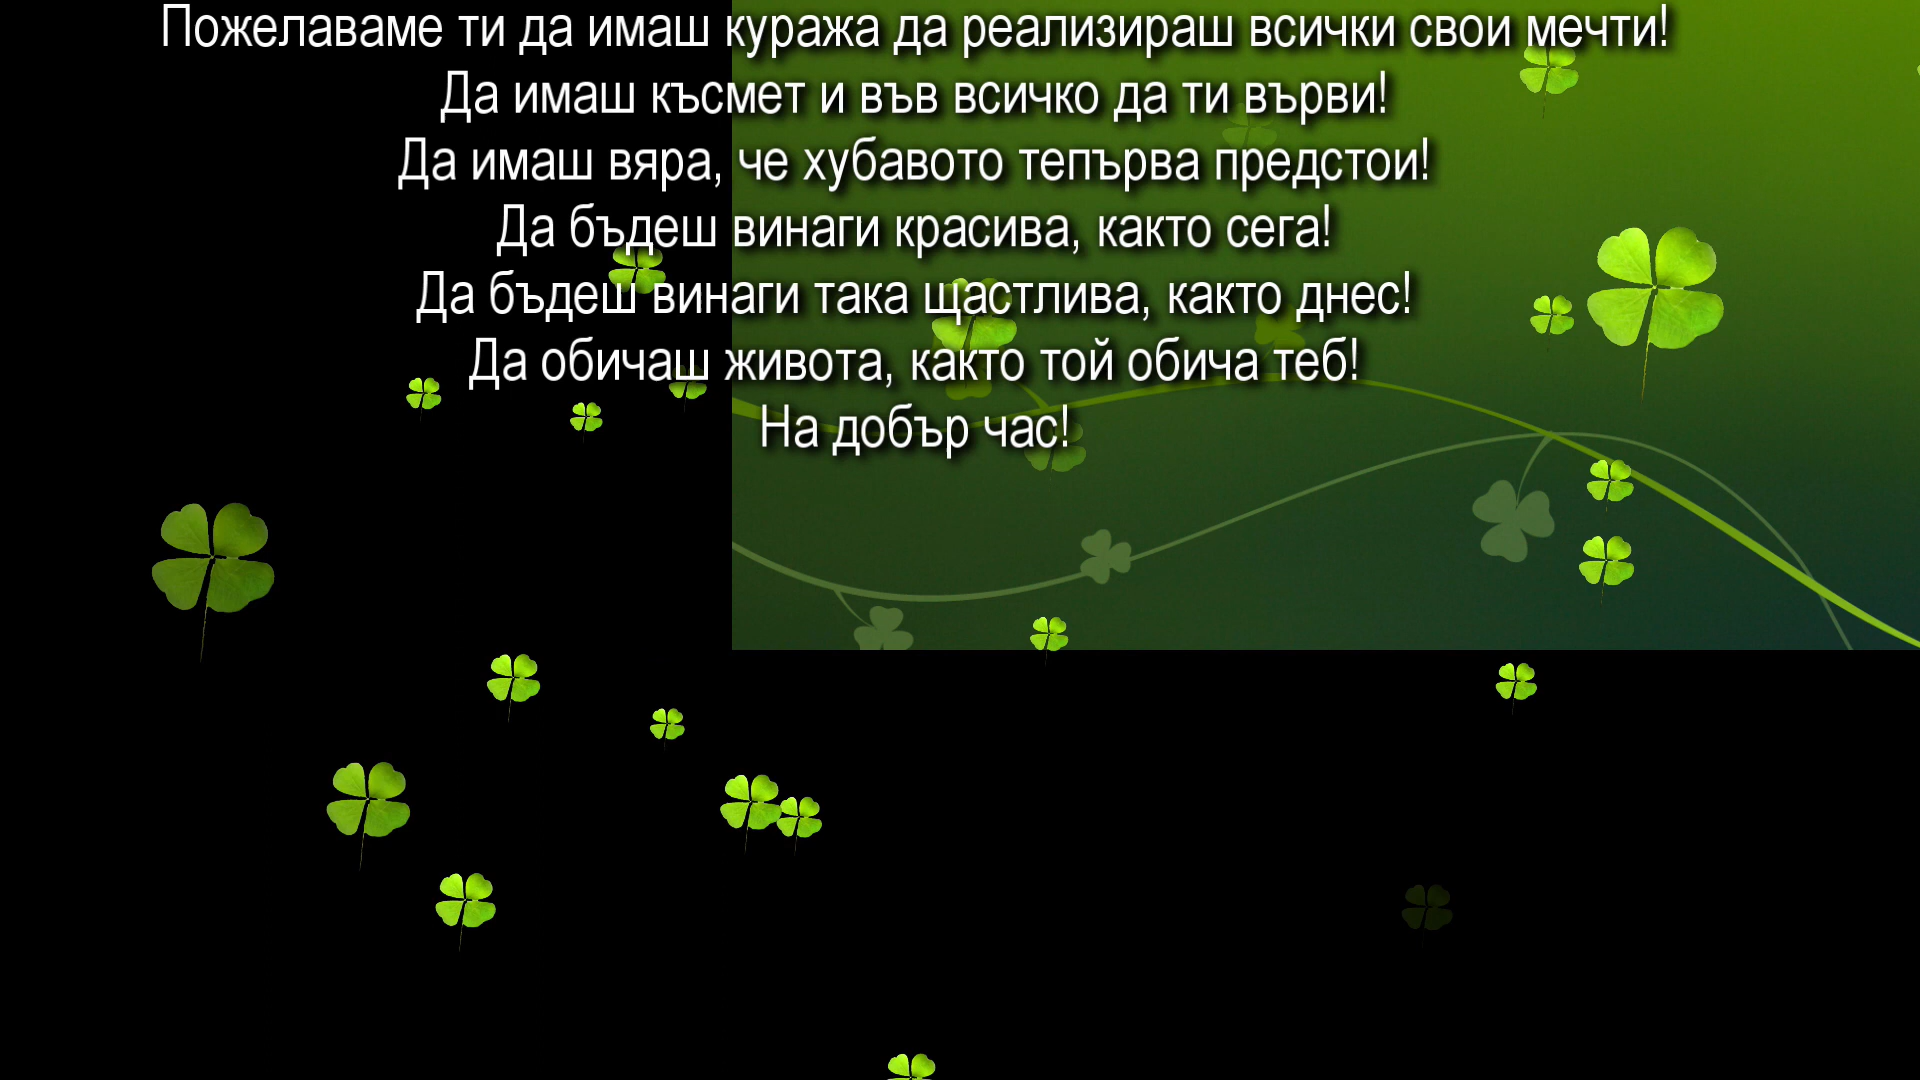 Пожелаваме ти да имаш куража да реализираш всички свои мечти!
Да имаш късмет и във всичко да ти върви!
Да имаш вяра, че хубавото тепърва предстои!
Да бъдеш винаги красива, както сега!
Да бъдеш винаги така щастлива, както днес!
Да обичаш живота, както той обича теб!
На добър час!